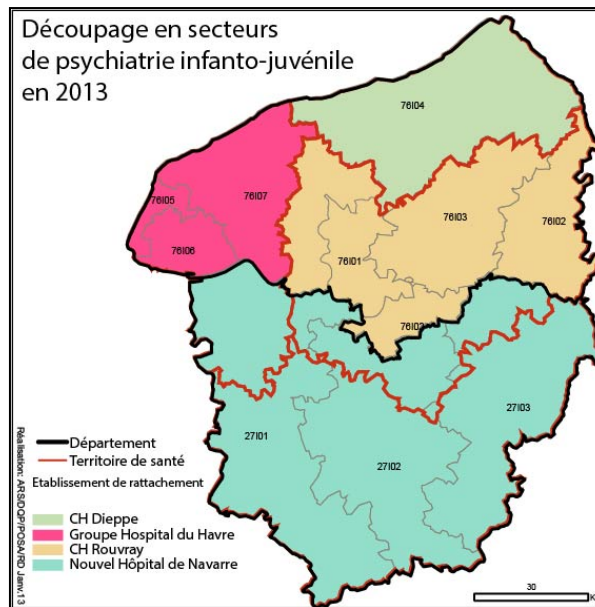 Découpage en secteurs
de psychiatrie infanto-juvénile
en 2013
76I04
76I05
76I07
76I06
76I03
76I02
76I01
76I02
27I03
27I01
27I02
Département
Territoire de santé
Etablissement de rattachement
CH Dieppe
Groupe Hospital du Havre
CH Rouvray
Nouvel Hôpital de Navarre
Réalisation: ARS/DQP/POSA/RD Janv.13
30
K